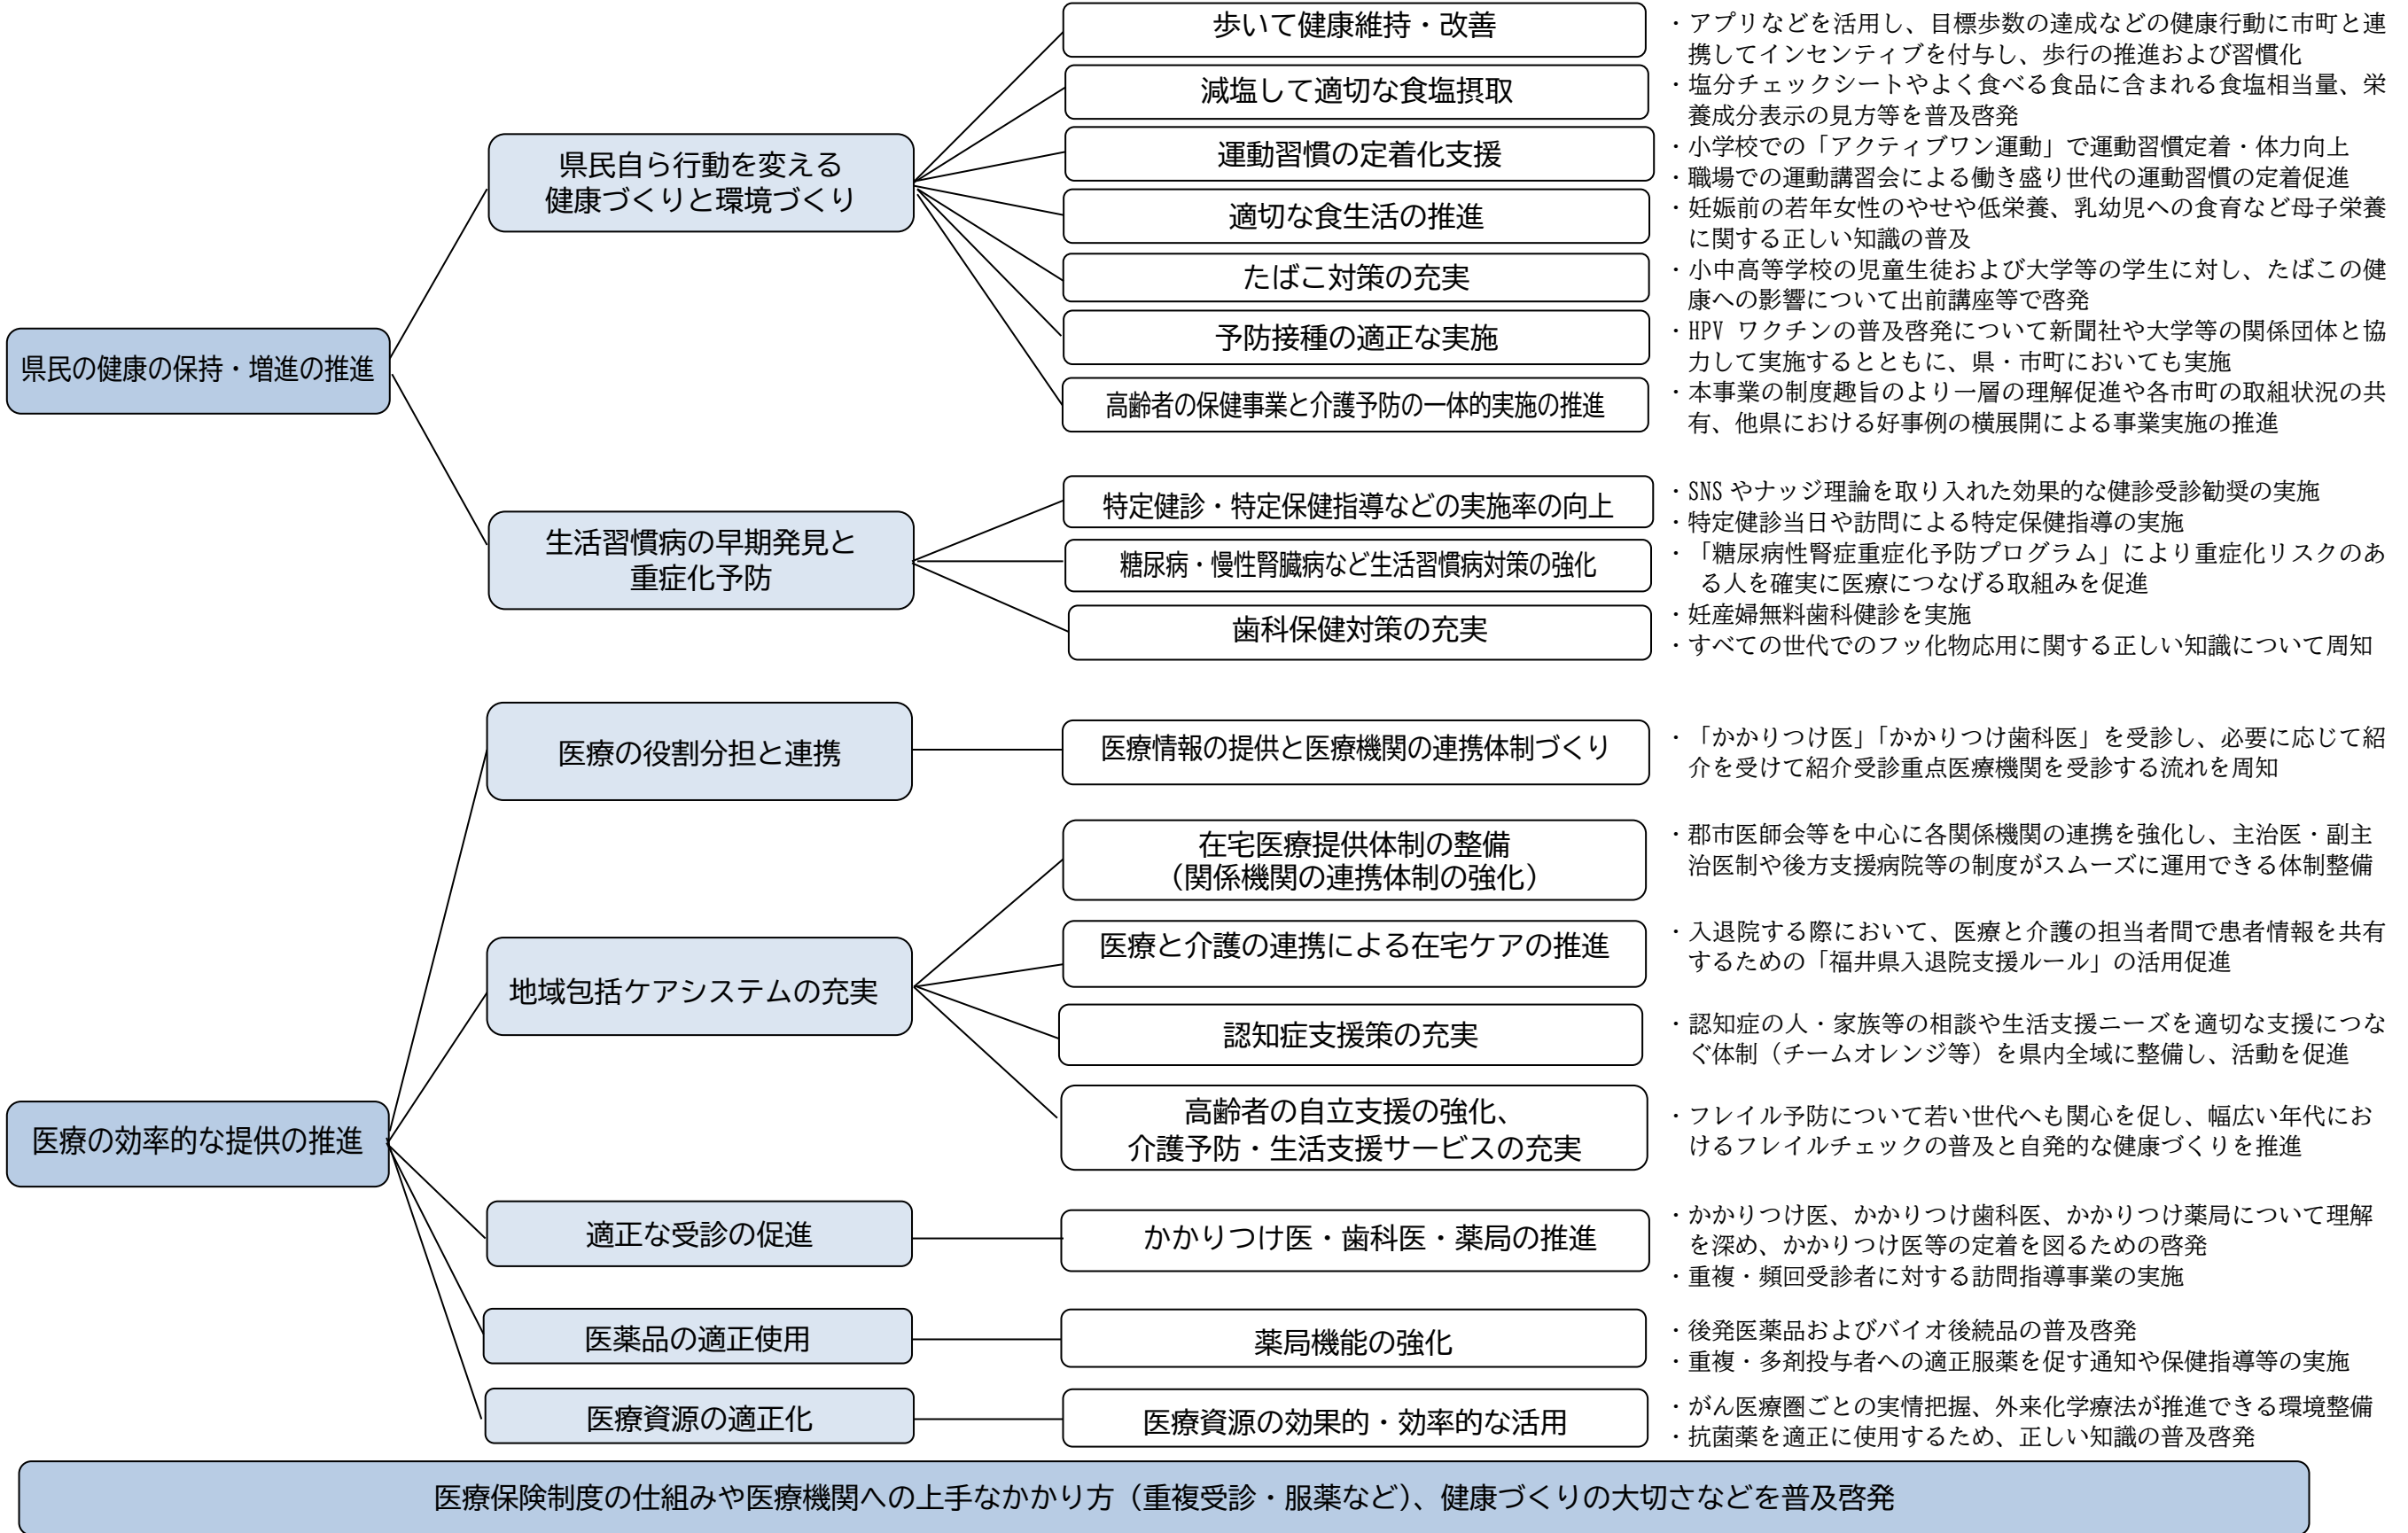 県民の健康の保持・増進の推進
県民自ら行動を変える
健康づくりと環境づくり
歩いて健康維持・改善
減塩して適切な食塩摂取
運動習慣の定着化支援
適切な食生活の推進
たばこ対策の充実
予防接種の適正な実施
高齢者の保健事業と介護予防の一体的実施の推進
・アプリなどを活用し、目標歩数の達成などの健康行動に市町と連
携してインセンティブを付与し、歩行の推進および習慣化
・塩分チェックシートやよく食べる食品に含まれる食塩相当量、栄
養成分表示の見方等を普及啓発
・小学校での「アクティブワン運動」で運動習慣定着・体力向上
・職場での運動講習会による働き盛り世代の運動習慣の定着促進
・妊娠前の若年女性のやせや低栄養、乳幼児への食育など母子栄養
に関する正しい知識の普及
・小中高等学校の児童生徒および大学等の学生に対し、たばこの健
康への影響について出前講座等で啓発
・HPV ワクチンの普及啓発について新聞社や大学等の関係団体と協
力して実施するとともに、県・市町においても実施
・本事業の制度趣旨のより一層の理解促進や各市町の取組状況の共
有、他県における好事例の横展開による事業実施の推進
生活習慣病の早期発見と
重症化予防
特定健診・特定保健指導などの実施率の向上
糖尿病・慢性腎臓病など生活習慣病対策の強化
歯科保健対策の充実
・SNS やナッジ理論を取り入れた効果的な健診受診勧奨の実施
・特定健診当日や訪問による特定保健指導の実施
・「糖尿病性腎症重症化予防プログラム」により重症化リスクのあ
る人を確実に医療につなげる取組みを促進
・妊産婦無料歯科健診を実施
・すべての世代でのフッ化物応用に関する正しい知識について周知
医療の効率的な提供の推進
医療の役割分担と連携
医療情報の提供と医療機関の連携体制づくり
・「かかりつけ医」「かかりつけ歯科医」を受診し、必要に応じて紹
介を受けて紹介受診重点医療機関を受診する流れを周知
地域包括ケアシステムの充実
在宅医療提供体制の整備
（関係機関の連携体制の強化）
・郡市医師会等を中心に各関係機関の連携を強化し、主治医・副主
治医制や後方支援病院等の制度がスムーズに運用できる体制整備
医療と介護の連携による在宅ケアの推進
・入退院する際において、医療と介護の担当者間で患者情報を共有
するための「福井県入退院支援ルール」の活用促進
認知症支援策の充実
・認知症の人・家族等の相談や生活支援ニーズを適切な支援につな
ぐ体制（チームオレンジ等）を県内全域に整備し、活動を促進
高齢者の自立支援の強化、
介護予防・生活支援サービスの充実
・フレイル予防について若い世代へも関心を促し、幅広い年代にお
けるフレイルチェックの普及と自発的な健康づくりを推進
適正な受診の促進
かかりつけ医・歯科医・薬局の推進
・かかりつけ医、かかりつけ歯科医、かかりつけ薬局について理解
を深め、かかりつけ医等の定着を図るための啓発
・重複・頻回受診者に対する訪問指導事業の実施
医薬品の適正使用
薬局機能の強化
・後発医薬品およびバイオ後続品の普及啓発
・重複・多剤投与者への適正服薬を促す通知や保健指導等の実施
医療資源の適正化
医療資源の効果的・効率的な活用
・がん医療圏ごとの実情把握、外来化学療法が推進できる環境整備
・抗菌薬を適正に使用するため、正しい知識の普及啓発
医療保険制度の仕組みや医療機関への上手なかかり方（重複受診・服薬など）、健康づくりの大切さなどを普及啓発